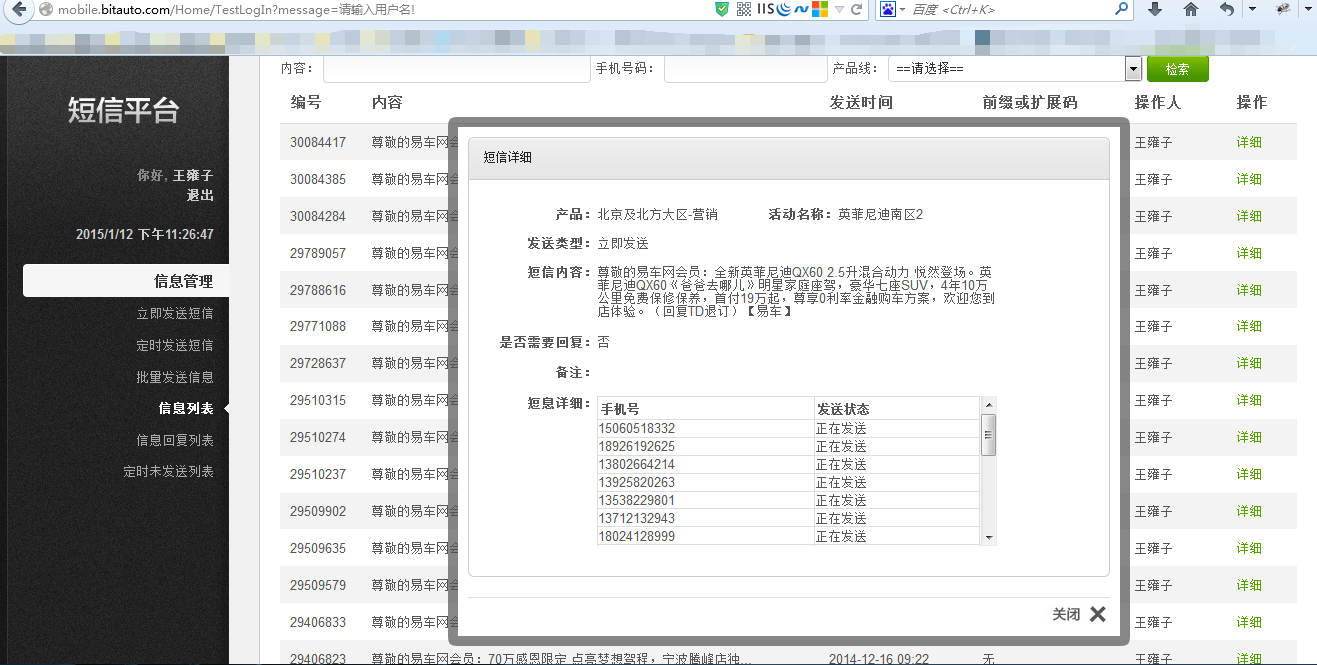 mobile.bitauto.com/Home/TestLogIn?message=请输入用户名!
IIS
百度 <Ctrl+K>
内容： 手机号码： 产品线： ==请选择== 检索
短信平台
你好, 王雍子
退出
2015/1/12 下午11:26:47
信息管理
立即发送短信
定时发送短信
批量发送信息
信息列表
信息回复列表
定时未发送列表
编号 内容 发送时间 前缀或扩展码 操作人 操作
30084417 尊敬的易车网会 王雍子 详细
30084385 尊敬的易车网会 王雍子 详细
30084284 尊敬的易车网会 王雍子 详细
29789057 尊敬的易车网会 王雍子 详细
29788616 尊敬的易车网会 王雍子 详细
29771088 尊敬的易车网会 王雍子 详细
29728637 尊敬的易车网会 王雍子 详细
29510315 尊敬的易车网会 王雍子 详细
29510274 尊敬的易车网会 王雍子 详细
29510237 尊敬的易车网会 王雍子 详细
29509902 尊敬的易车网会 王雍子 详细
29509635 尊敬的易车网会 王雍子 详细
29509579 尊敬的易车网会 王雍子 详细
29406833 尊敬的易车网会 王雍子 详细
29406823 尊敬的易车网会员：70万感恩限定 点亮梦想驾程，宁波腾峰店独... 2014-12-16 09:22 无 王雍子 详细
短信详细
产品： 北京及北方大区-营销 活动名称： 英菲尼迪南区2
发送类型： 立即发送
短信内容： 尊敬的易车网会员：全新英菲尼迪QX60 2.5升混合动力 悦然登场。英
菲尼迪QX60《爸爸去哪儿》明星家庭座驾，豪华七座SUV，4年10万
公里免费保修保养，首付19万起，尊享0利率金融购车方案，欢迎您到
店体验。（回复TD退订）【易车】
是否需要回复： 否
备注：
短息详细：
手机号 发送状态
15060518332 正在发送
18926192625 正在发送
13802664214 正在发送
13925820263 正在发送
13538229801 正在发送
13712132943 正在发送
18024128999 正在发送
关闭